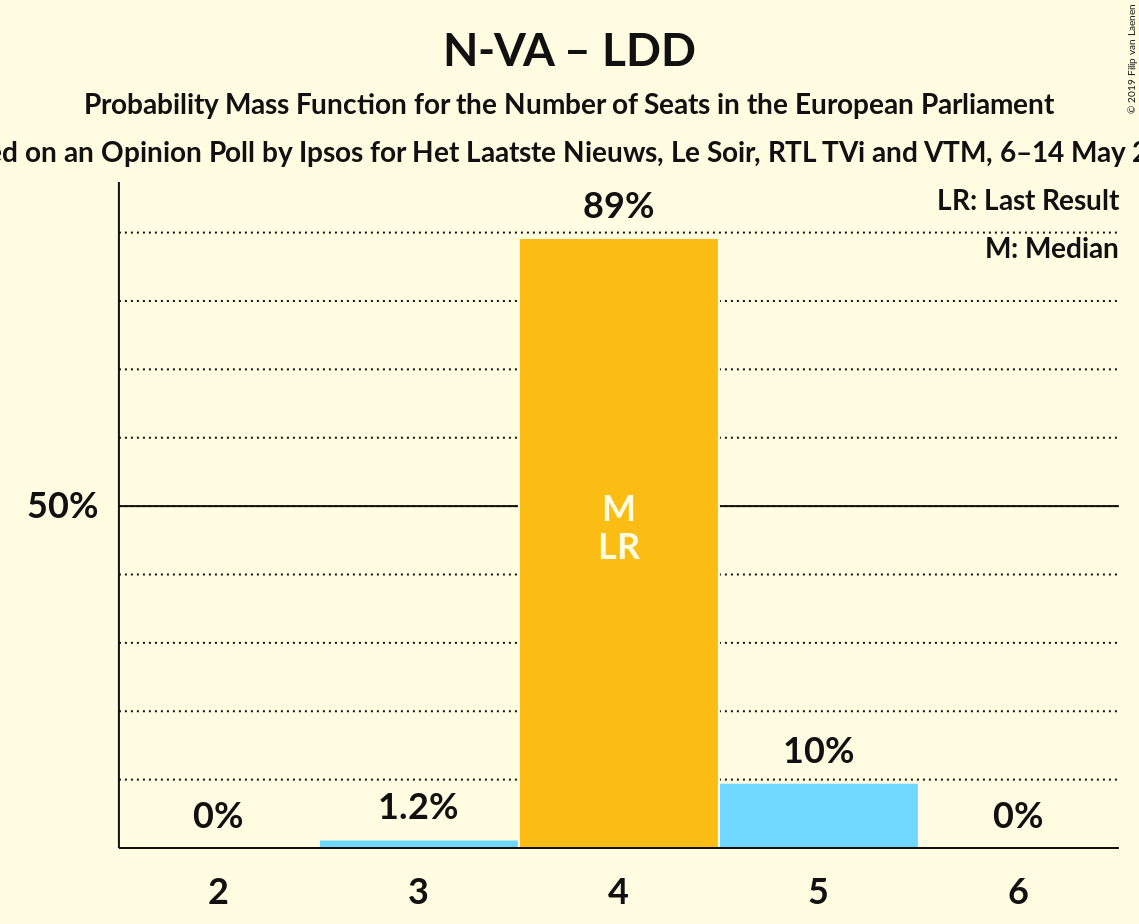 N-VA – LDD
Probability Mass Function for the Number of Seats in the European Parliament
on an Opinion Poll by Ipsos for Het Laatste Nieuws, Le Soir, RTL TVi and VTM, 6–14 May
© 2019 Filip van Laenen
LR: Last Result
M: Median
89%
50%
M
LR
10%
1.2%
0%
0%
2
3
4
5
6